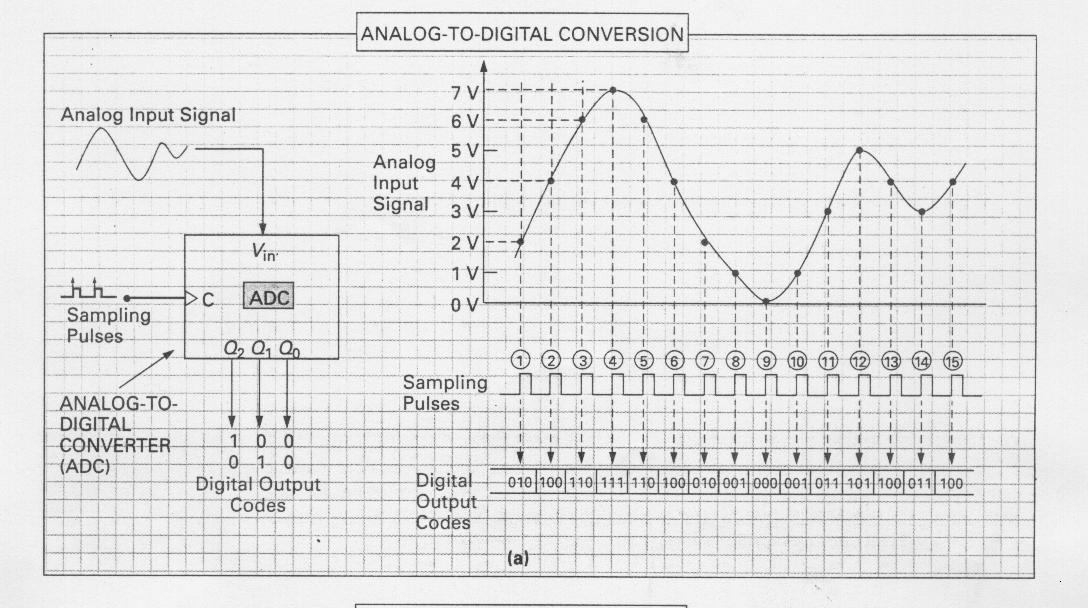 ANALOG-TO-DIGITAL CONVERSION
Analog Input Signal
Vin
C
ADC
Sampling
Pulses
Q2 Q1 Q0
ANALOG-TO-
DIGITAL
CONVERTER
(ADC)
1 0 0
0 1 0
Digital Output
Codes
Analog
Input
Signal
7 V
6 V
5 V
4 V
3 V
2 V
1 V
0 V
1 2 3 4 5 6 7 8 9 10 11 12 13 14 15
Sampling
Pulses
Digital
Output
Codes
010 100 110 111 110 100 010 001 000 001 011 101 100 011 100
(a)